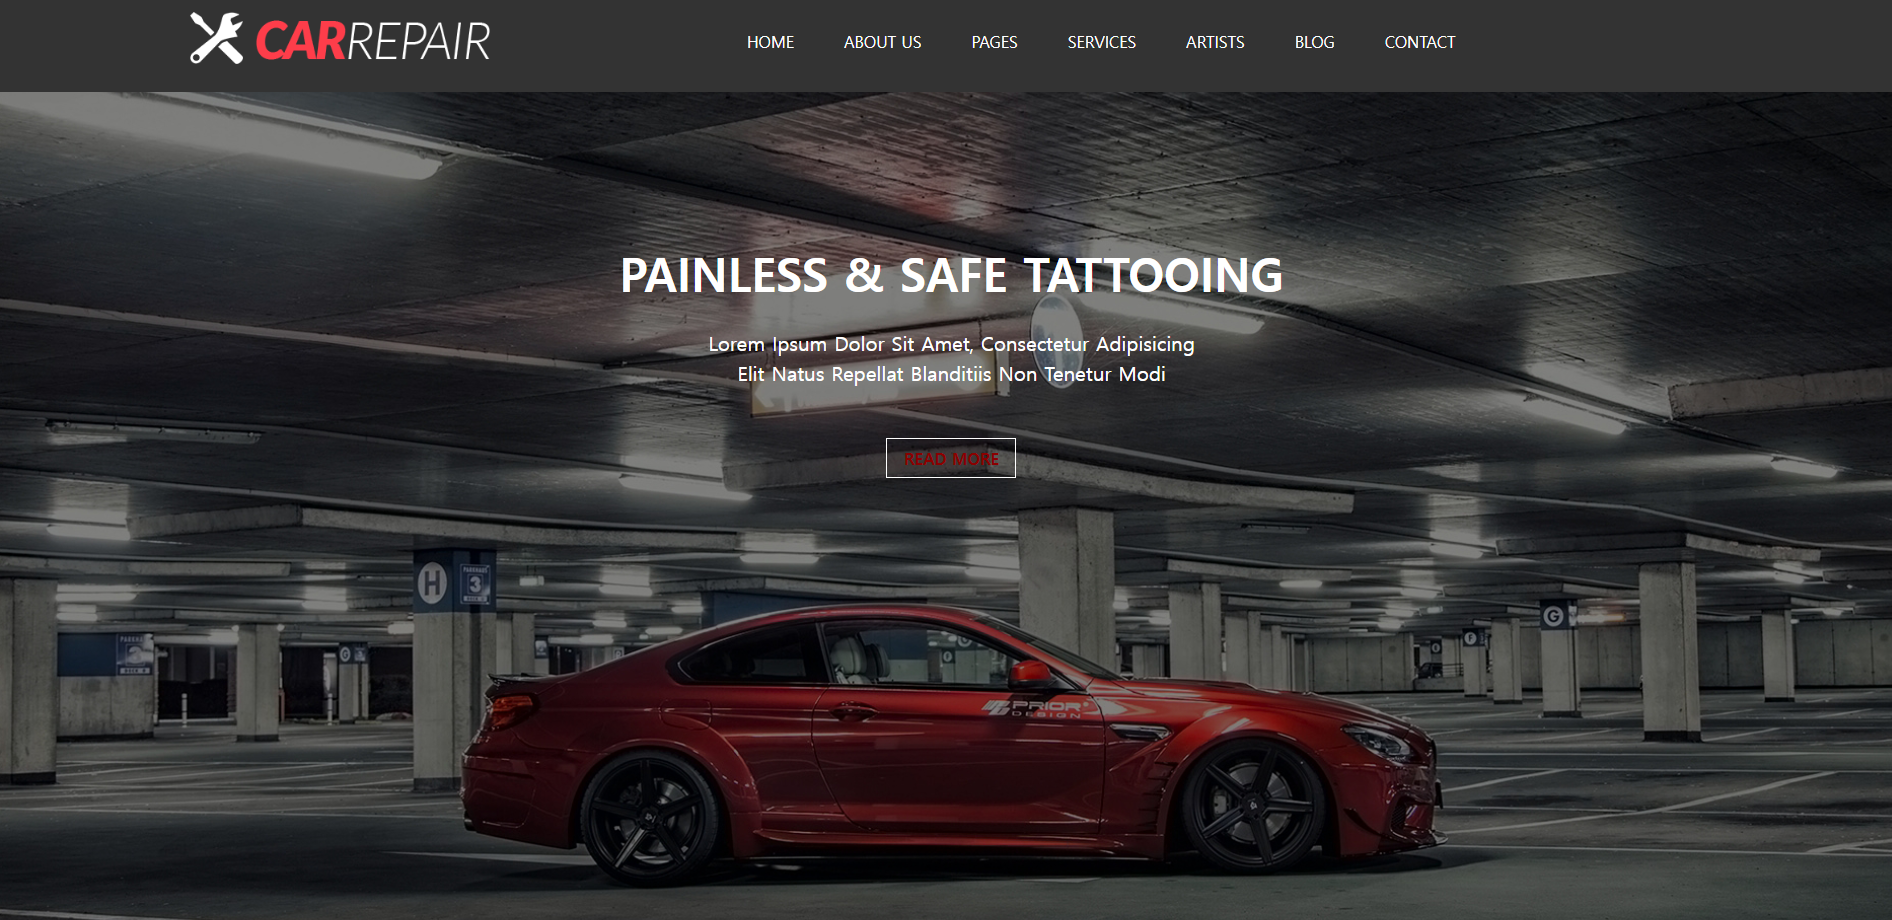 CARREPAIR
HOME ABOUT US PAGES SERVICES ARTISTS BLOG CONTACT
PAINLESS & SAFE TATTOOING
Lorem Ipsum Dolor Sit Amet, Consectetur Adipisicing
Elit Natus Repellat Blanditiis Non Tenetur Modi
READ MORE
H
PARKHAUS
3
G
G
F
PRIOR
DESIGN